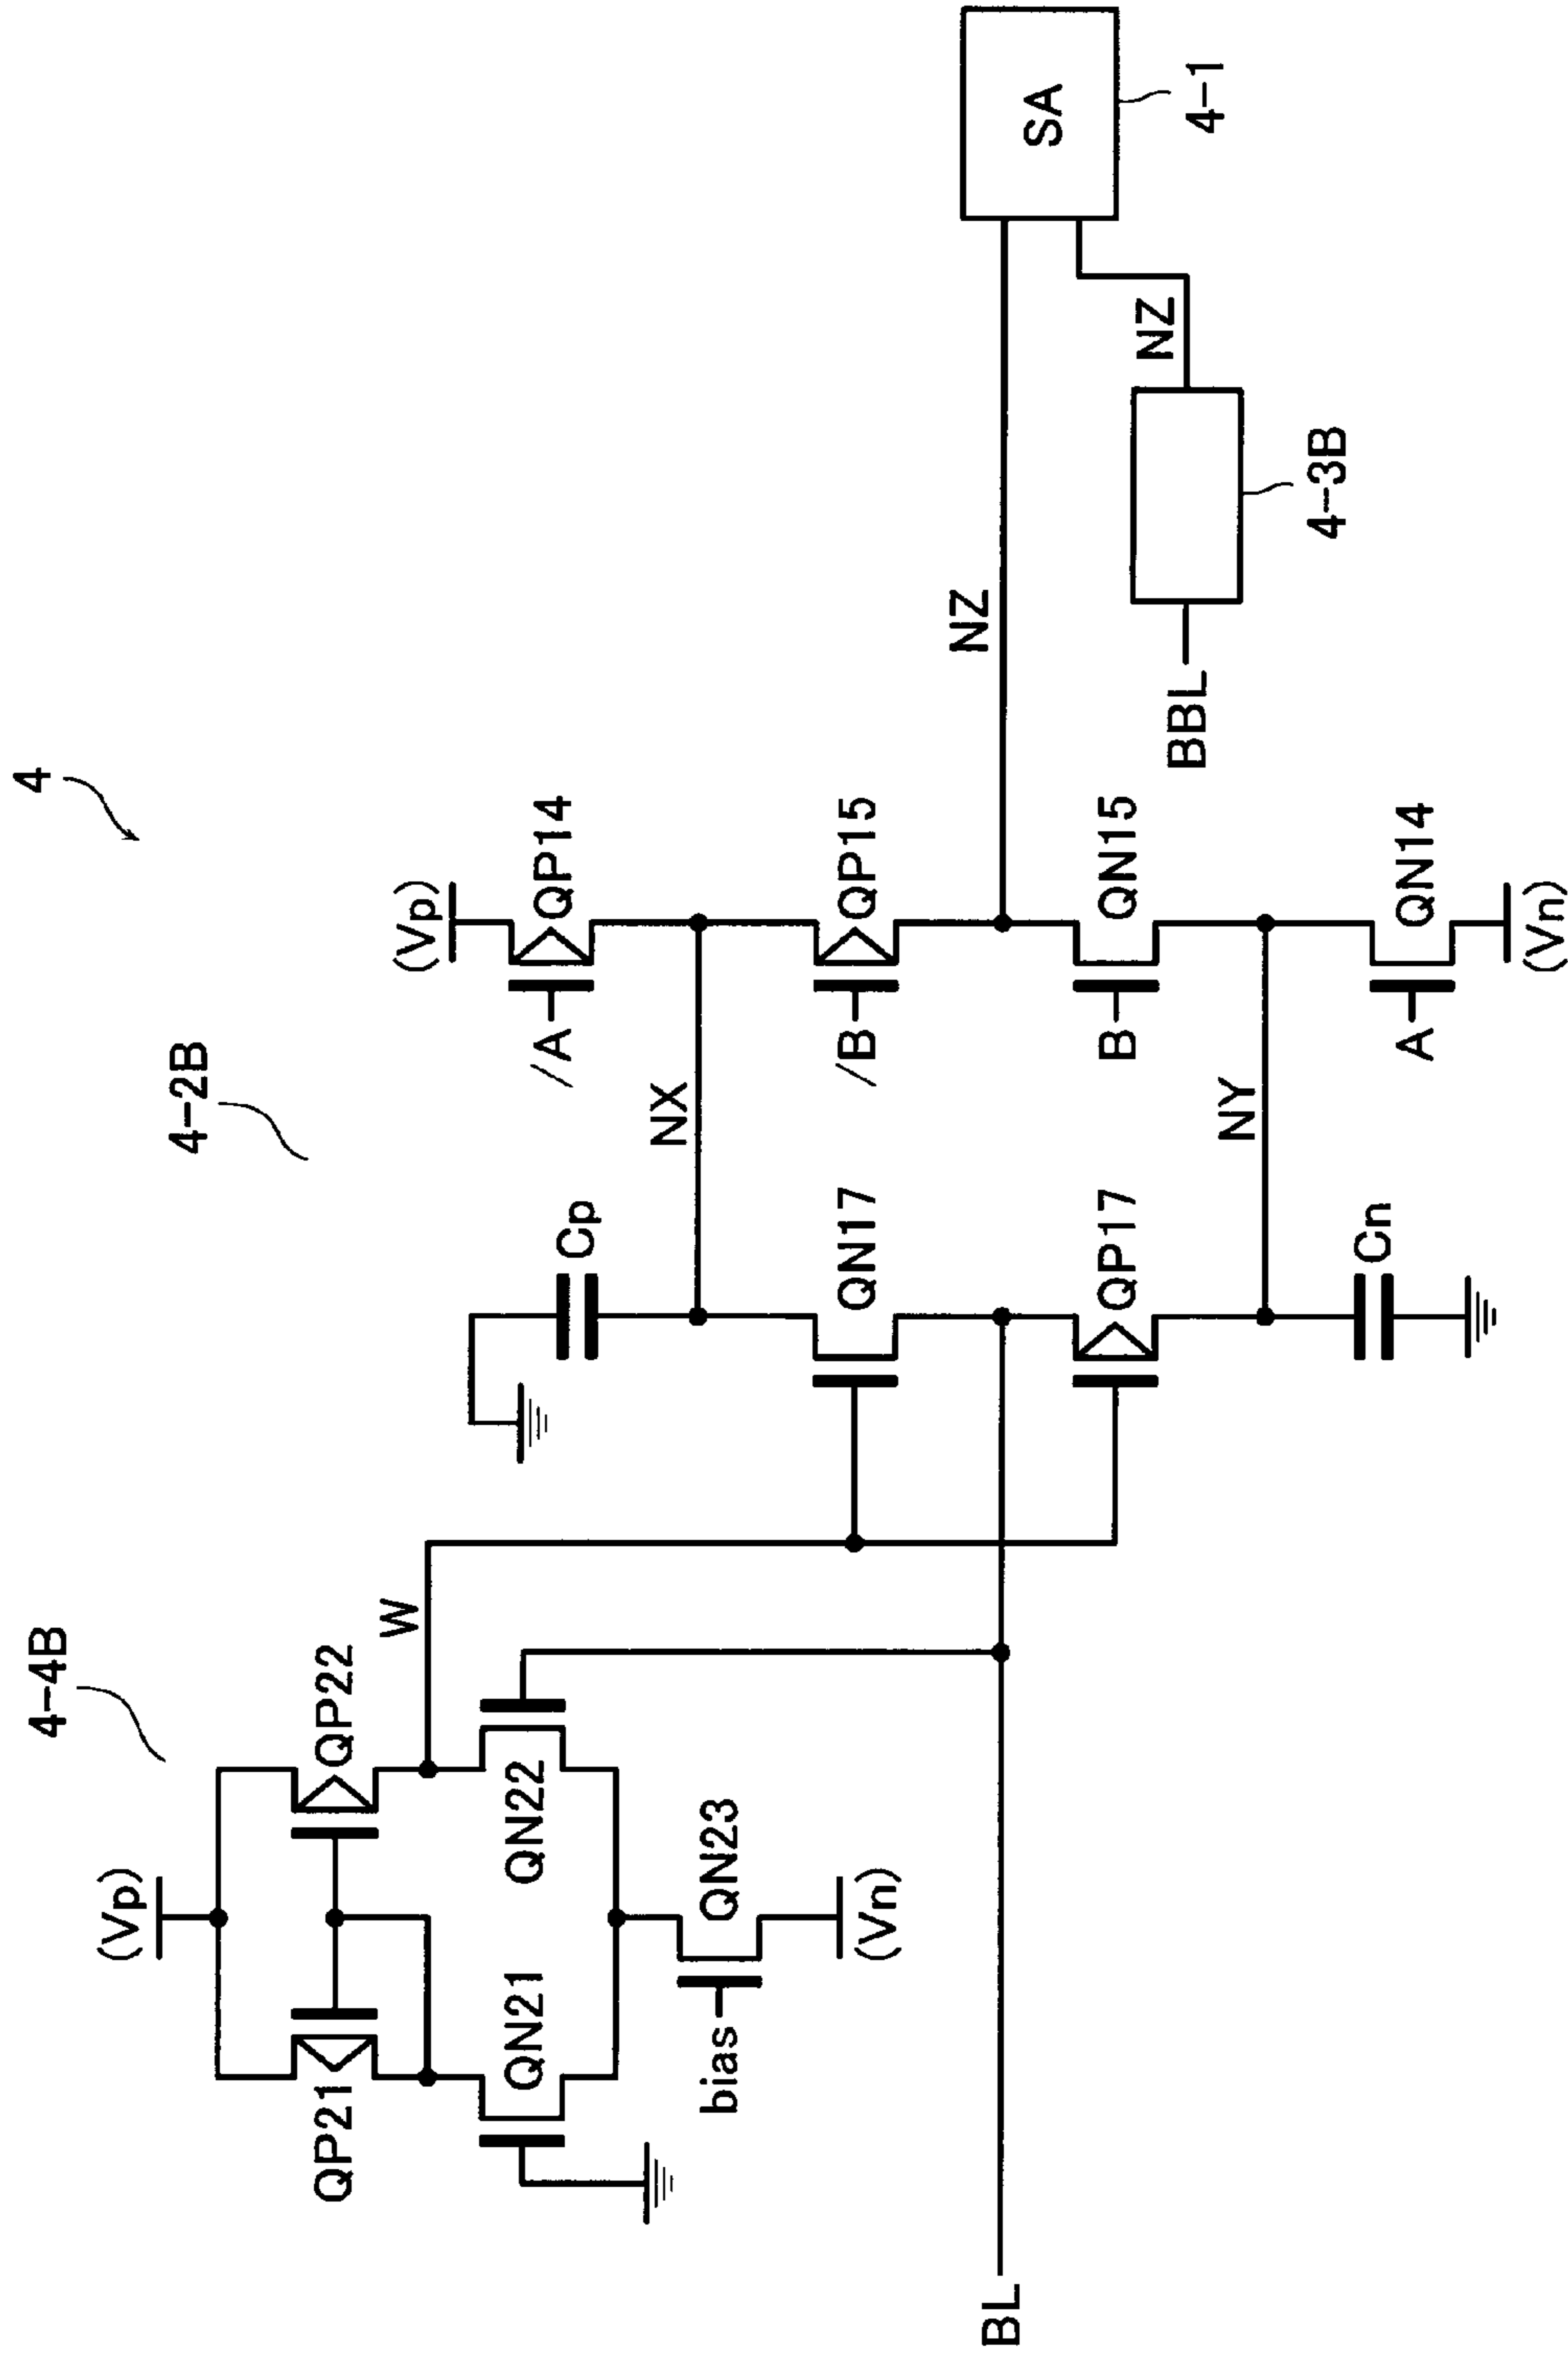 4
4-4B
4-2B
(Vp)
QP21
QP22
W
QN21
QN22
bias
QN23
(Vn)
BL
Cp
NX
QN17
QP17
NY
Cn
(Vp)
/A
QP14
/B
QP15
B
QN15
A
QN14
(Vn)
NZ
SA
4-1
NZ
BBL
4-3B